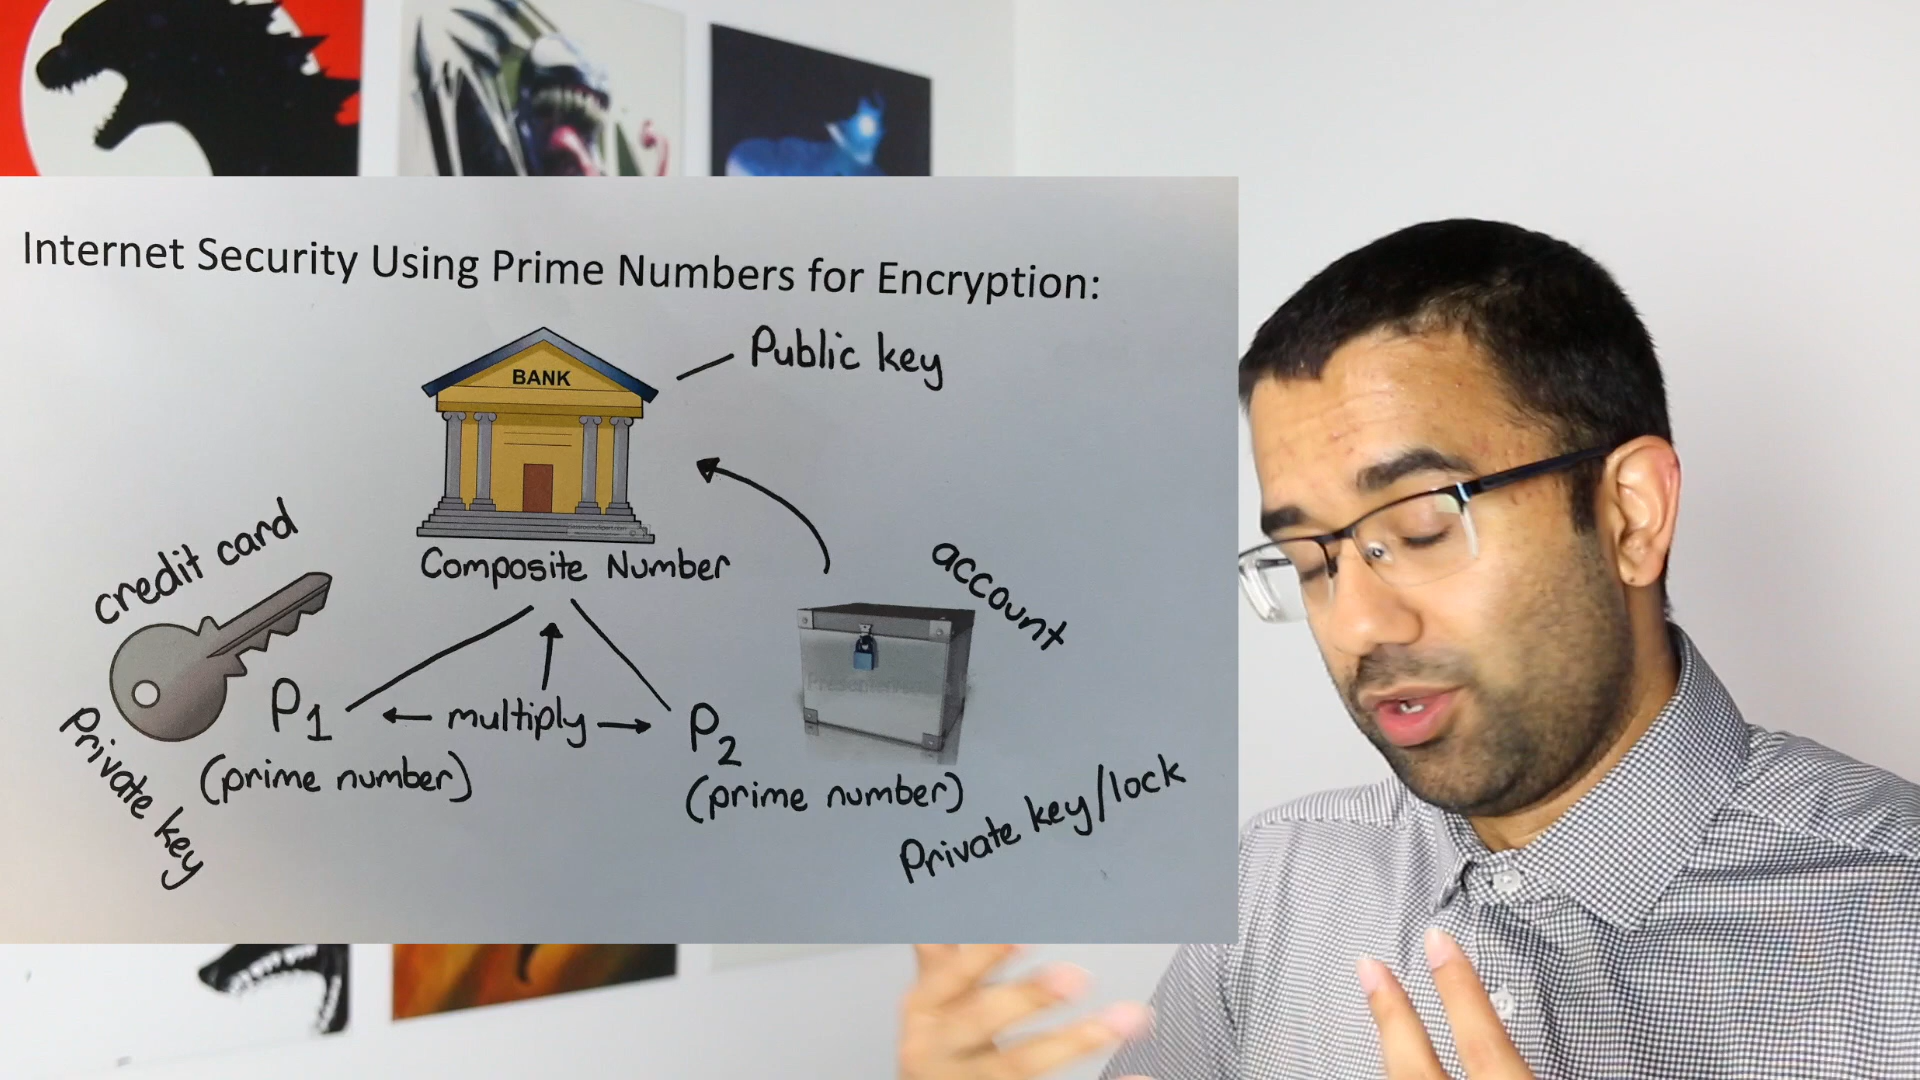 Internet Security Using Prime Numbers for Encryption:
Public key
BANK
Composite Number
credit card
account
P1
multiply
P2
(prime number)
(prime number)
Private key
Private key/lock